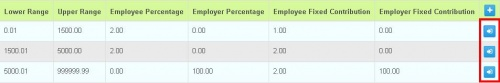 Lower Range Upper Range Employee Percentage Employer Percentage Employee Fixed Contribution Employer Fixed Contribution
0.01 1500.00 2.00 0.00 1.00 0.00
1500.01 5000.00 2.00 0.00 2.00 0.00
5000.01 999999.99 0.00 100.00 2.00 100.00